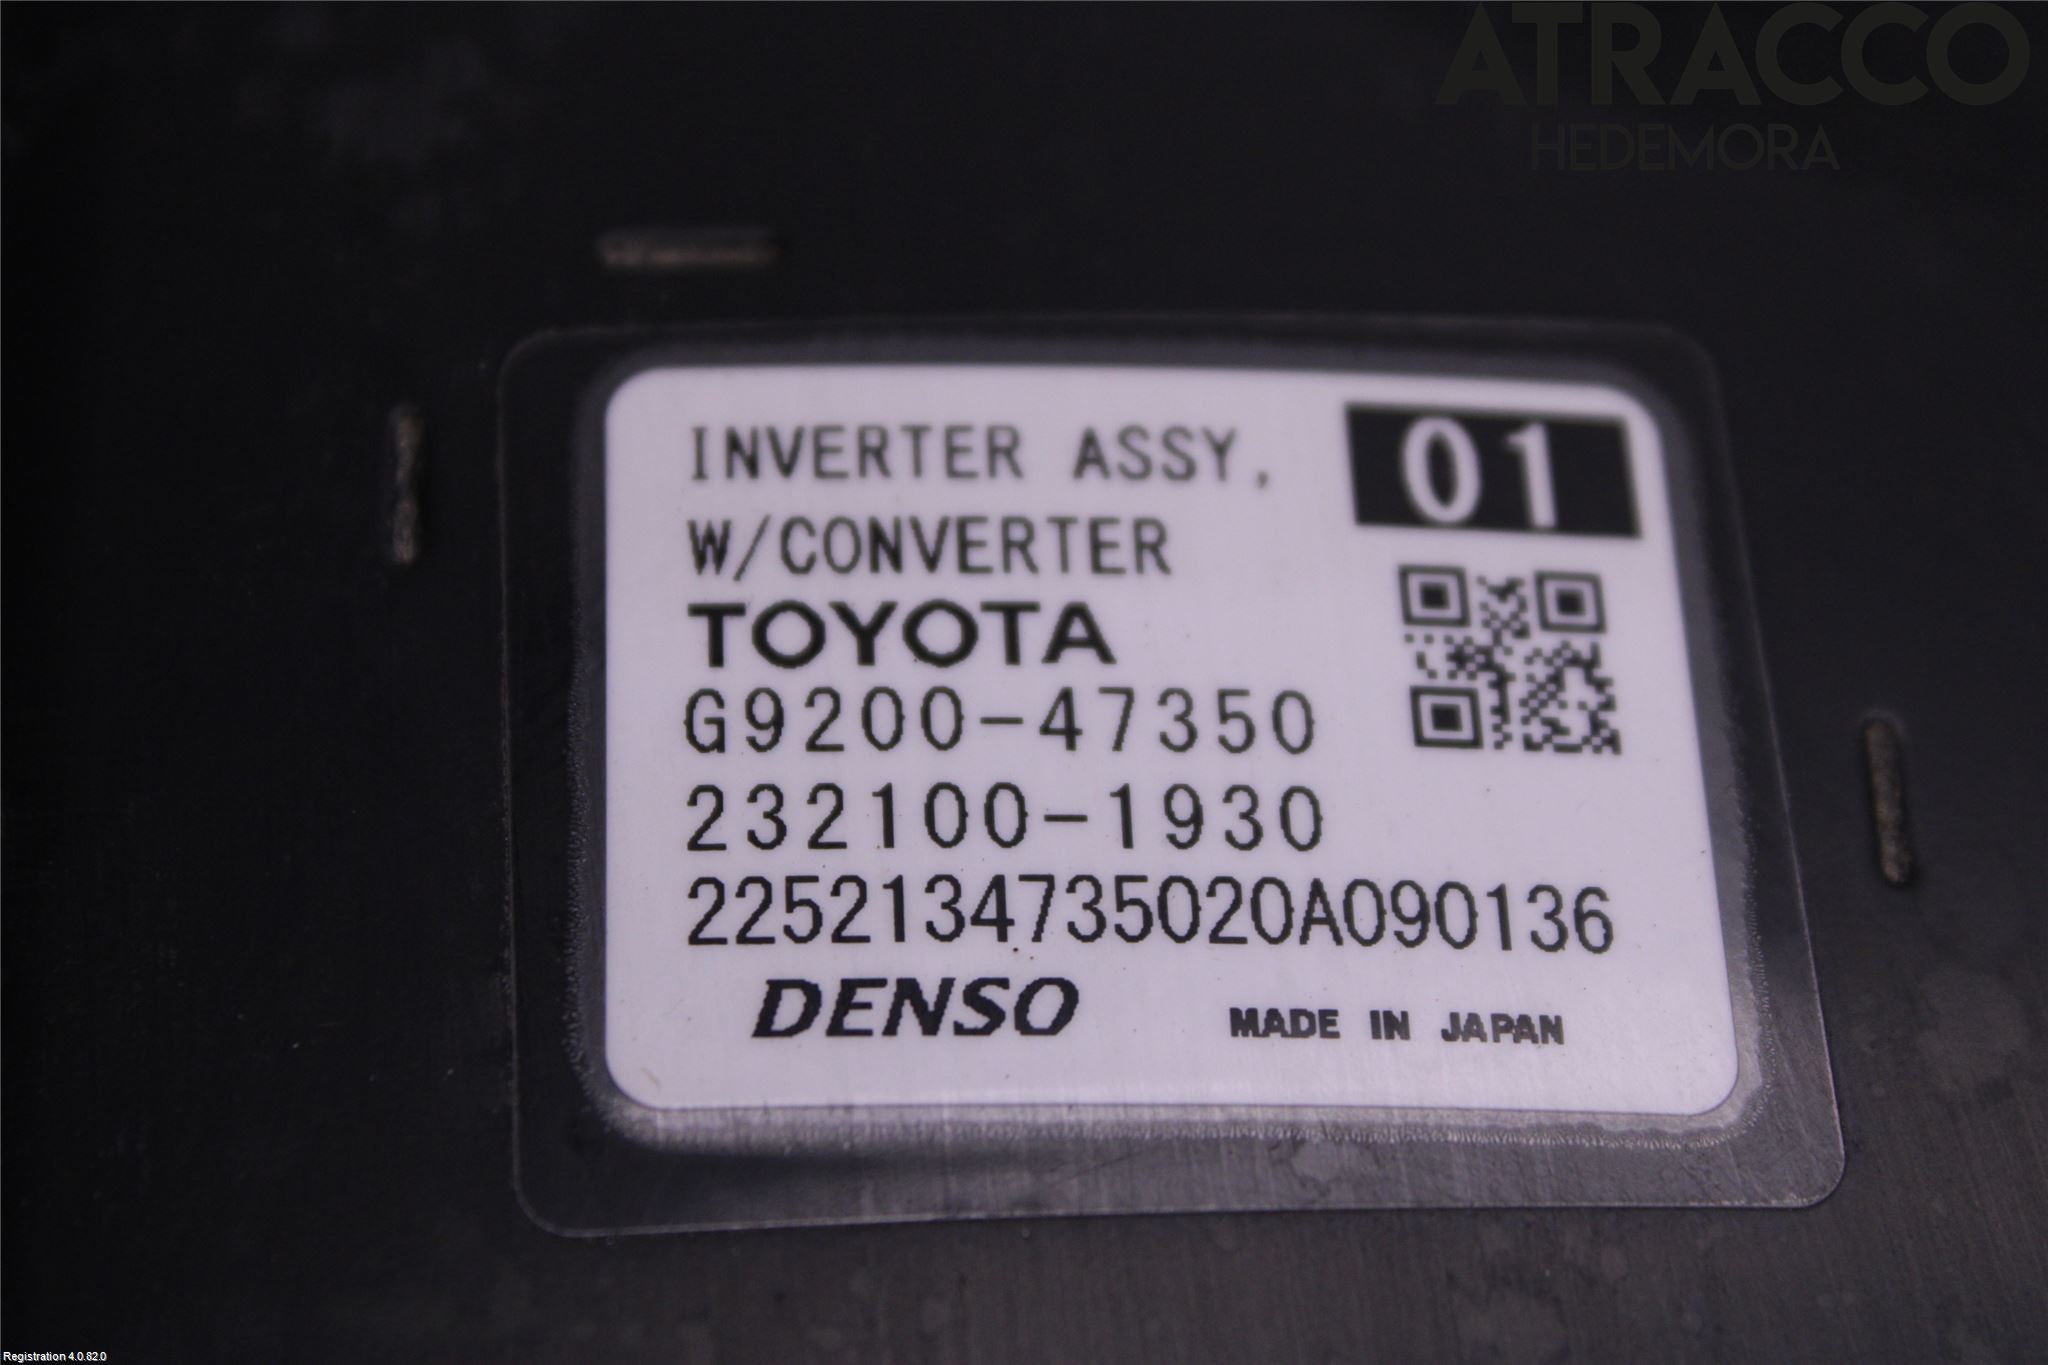 ATRACCO
HEDEMORA
INVERTER ASSY,
01
W/CONVERTER
TOYOTA
G9200-47350
232100-1930
2252134735020A090136
DENSO
MADE IN JAPAN
Registration 4.0.82.0